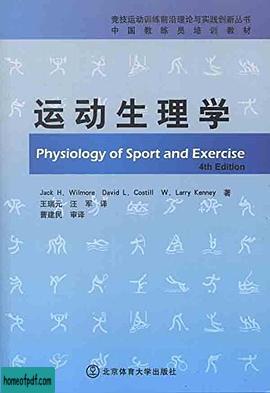 竞技运动训练前沿理论与实践创新丛书
中国教练员培训教材
运动生理学
Physiology of Sport and Exercise
4th Edition
Jack H. Wilmore David L. Costill W. Larry Kenney 著
王瑞元 汪军 译
曹建民 审译
北京体育大学出版社
homeofpdf.com